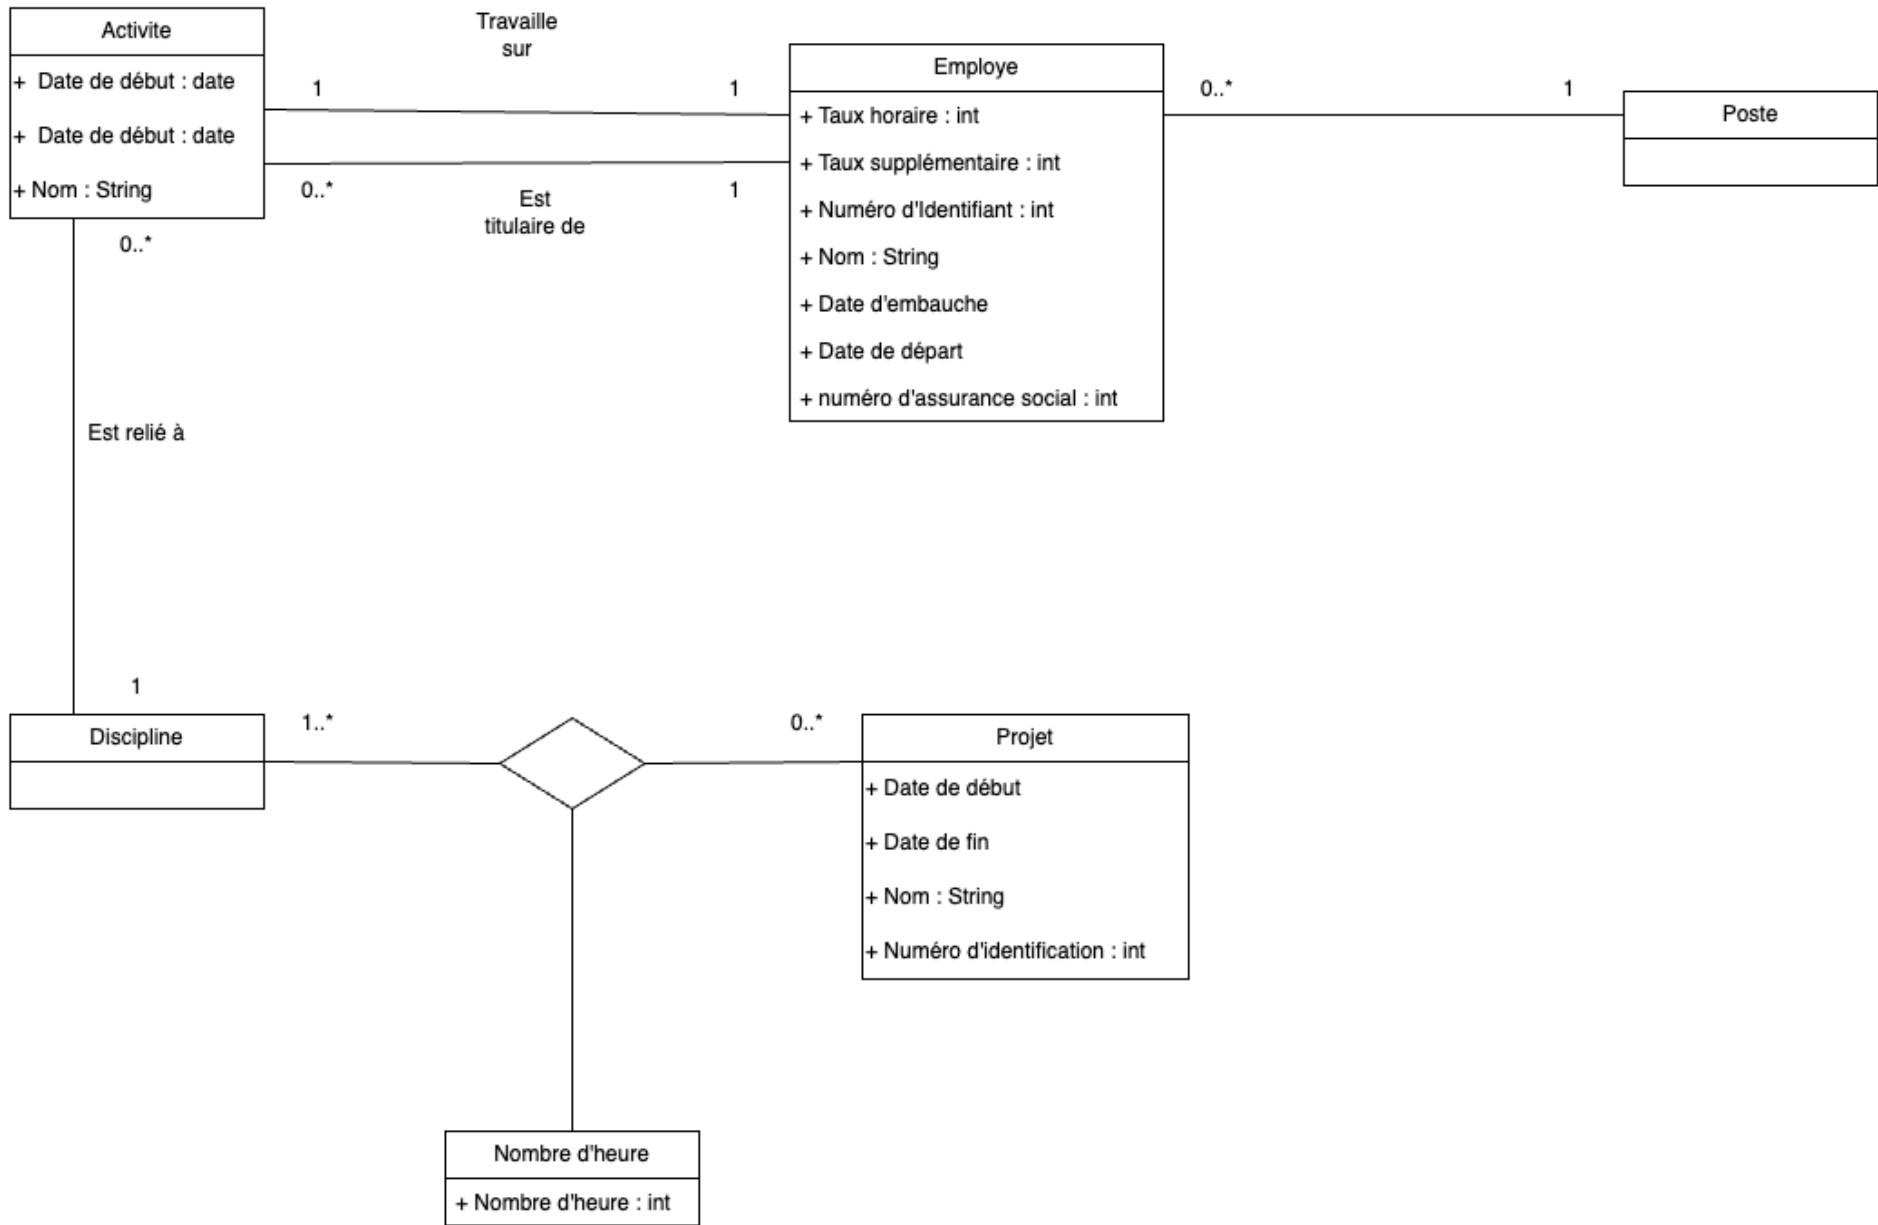 Activite
+ Date de début : date
+ Date de début : date
+ Nom : String
Travaille
sur
1
1
0..*
Est
titulaire de
1
Employe
+ Taux horaire : int
+ Taux supplémentaire : int
+ Numéro d'Identifiant : int
+ Nom : String
+ Date d'embauche
+ Date de départ
+ numéro d'assurance social : int
0..*
1
Poste
0..*
Est relié à
1
Discipline
1..*
0..*
Projet
+ Date de début
+ Date de fin
+ Nom : String
+ Numéro d'identification : int
Nombre d'heure
+ Nombre d'heure : int